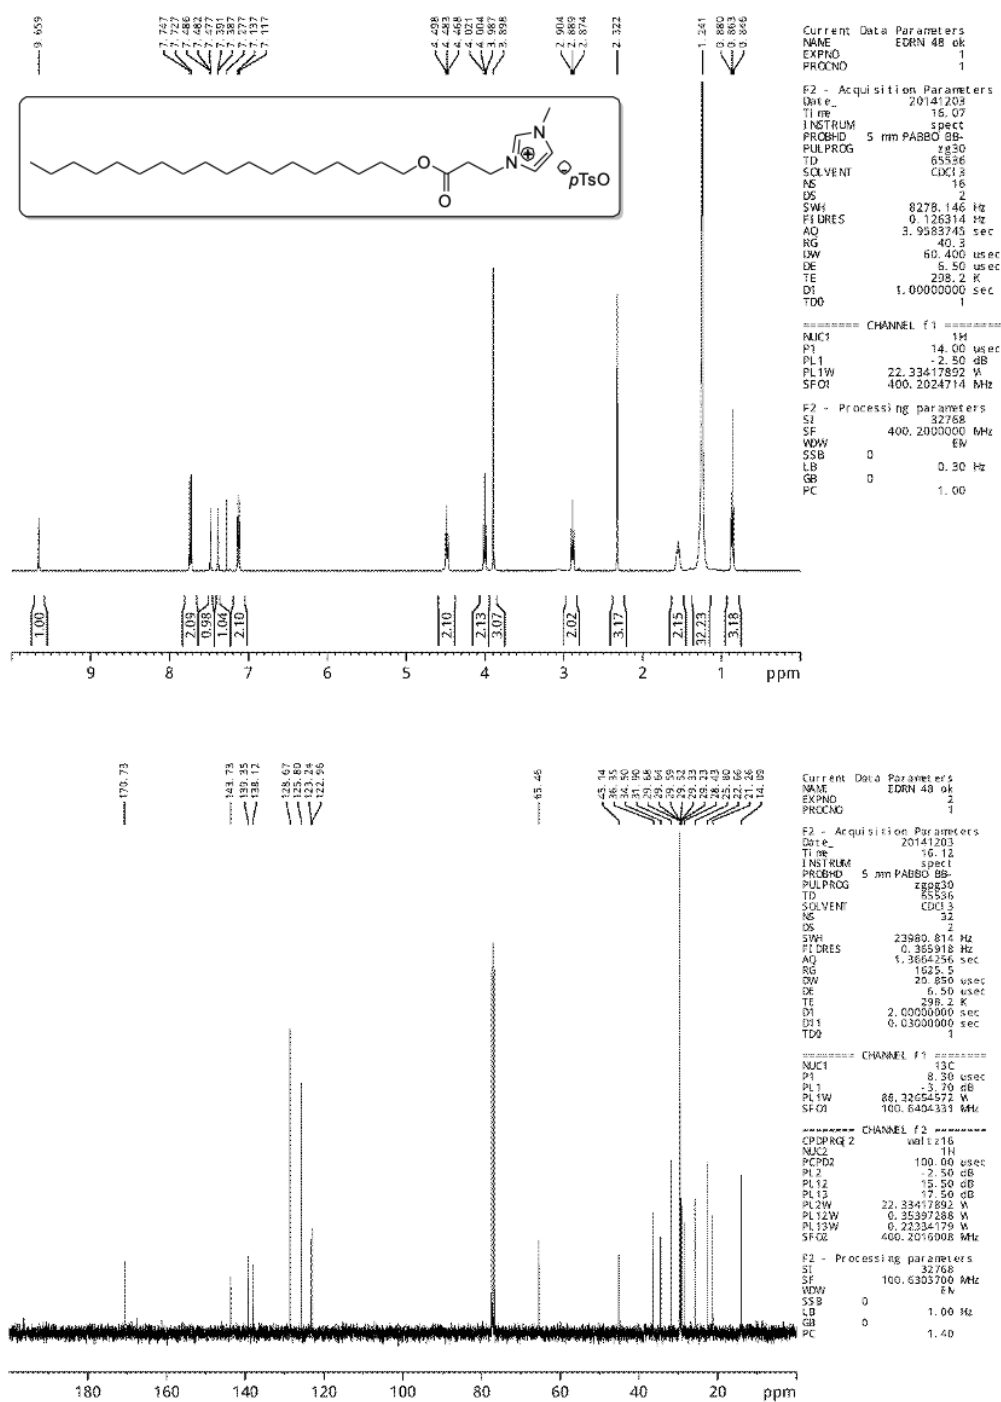 9.659
7.747
7.727
7.486
7.482
7.477
7.391
7.387
7.277
7.137
7.117
4.498
4.483
4.468
4.021
4.004
3.987
3.898
2.904
2.889
2.874
2.322
1.241
0.880
0.863
0.846
O
O
N
N
⊕
⊖
pTsO
1.00
2.09
0.98
1.04
2.10
2.10
2.13
3.07
2.02
3.17
2.15
32.23
3.18
9 8 7 6 5 4 3 2 1 ppm
Current Data Parameters
NAME EDRN 48 ok
EXPNO 1
PROCNO 1
F2 - Acquisition Parameters
Date_ 20141203
Time 16.07
INSTRUM spect
PROBHD 5 mm PABBO BB-
PULPROG zg30
TD 65536
SOLVENT CDCl3
NS 16
DS 2
SWH 8278.146 Hz
FIDRES 0.126314 Hz
AQ 3.9583745 sec
RG 40.3
DW 60.400 usec
DE 6.50 usec
TE 298.2 K
D1 1.00000000 sec
TD0 1
======== CHANNEL f1 ========
NUC1 1H
P1 14.00 usec
PL1 -2.50 dB
PL1W 22.33417892 W
SFO1 400.2024714 MHz
F2 - Processing parameters
SI 32768
SF 400.2000000 MHz
WDW EM
SSB 0
LB 0.30 Hz
GB 0
PC 1.00
170.73
143.73
139.35
138.12
128.67
125.80
123.24
122.96
65.46
45.14
36.35
34.50
31.90
29.68
29.64
29.59
29.52
29.33
29.23
28.43
25.80
22.66
21.26
14.09
180 160 140 120 100 80 60 40 20 ppm
Current Data Parameters
NAME EDRN 48 ok
EXPNO 2
PROCNO 1
F2 - Acquisition Parameters
Date_ 20141203
Time 16.12
INSTRUM spect
PROBHD 5 mm PABBO BB-
PULPROG zgpg30
TD 65536
SOLVENT CDCl3
NS 32
DS 2
SWH 23980.814 Hz
FIDRES 0.365918 Hz
AQ 1.3664256 sec
RG 1625.5
DW 20.850 usec
DE 6.50 usec
TE 298.2 K
D1 2.00000000 sec
D11 0.03000000 sec
TD0 1
======== CHANNEL f1 ========
NUC1 13C
P1 8.30 usec
PL1 -3.70 dB
PL1W 86.32654572 W
SFO1 100.6404331 MHz
======== CHANNEL f2 ========
CPDPRG2 waltz16
NUC2 1H
PCPD2 100.00 usec
PL2 -2.50 dB
PL12 15.50 dB
PL13 17.50 dB
PL2W 22.33417892 W
PL12W 0.35397288 W
PL13W 0.22334179 W
SFO2 400.2016008 MHz
F2 - Processing parameters
SI 32768
SF 100.6303700 MHz
WDW EM
SSB 0
LB 1.00 Hz
GB 0
PC 1.40